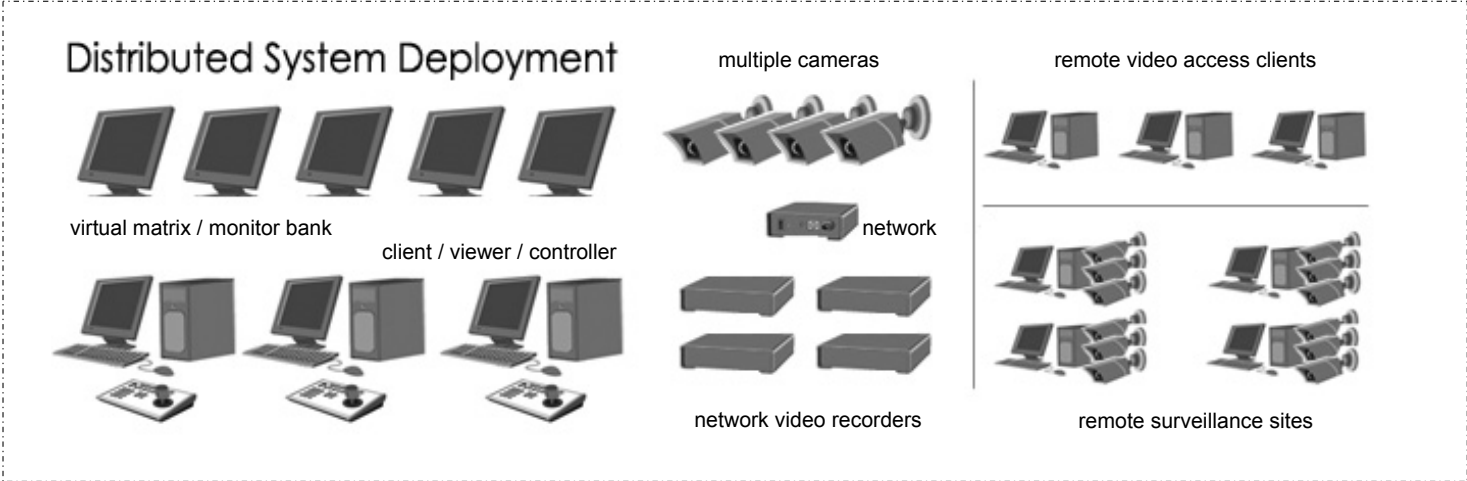 Distributed System Deployment
virtual matrix / monitor bank
client / viewer / controller
multiple cameras
network
network video recorders
remote video access clients
remote surveillance sites